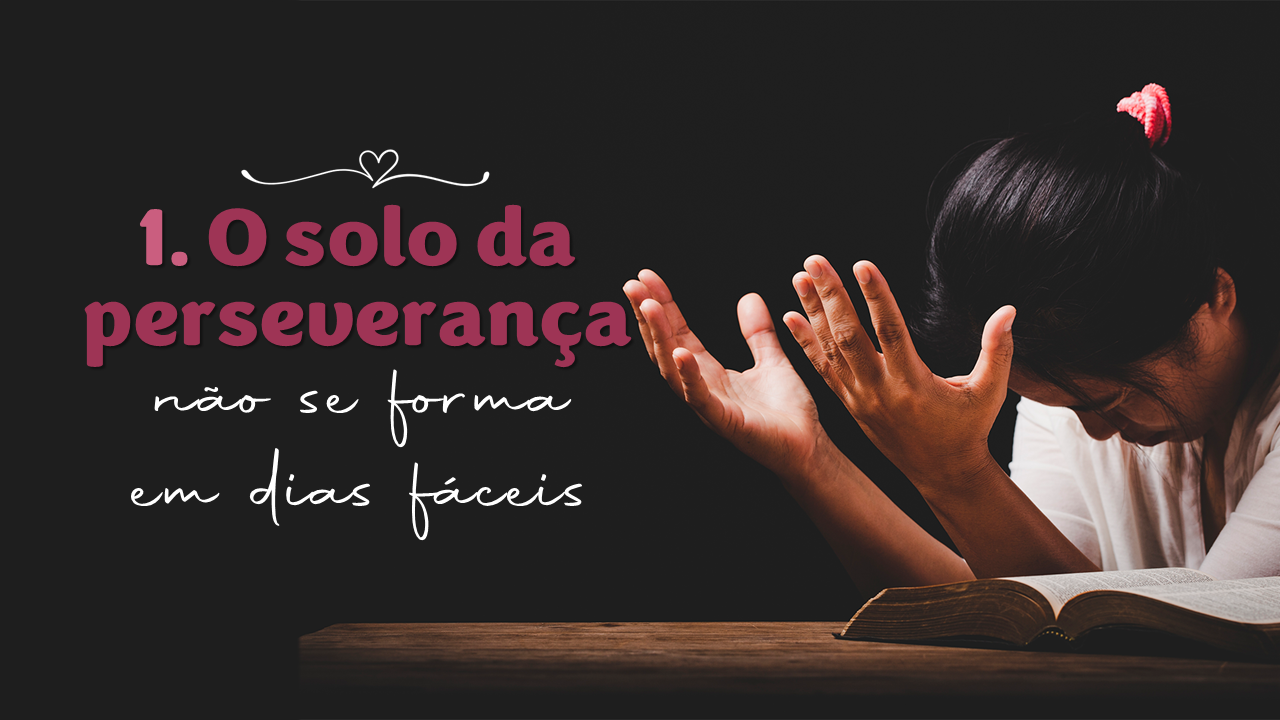 1. O solo da
perseverança
não se forma
em dias fáceis